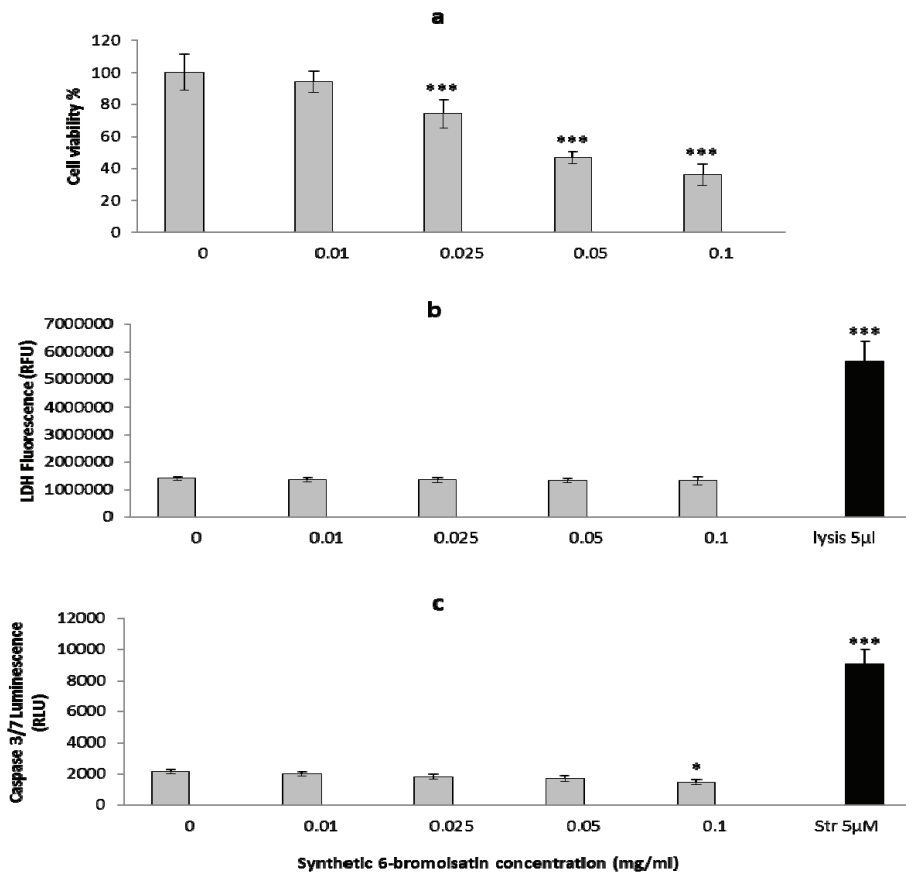 a
Cell viability %
120
100
80
60
40
20
0
***
***
***
0 0.01 0.025 0.05 0.1
b
LDH Fluorescence (RFU)
7000000
6000000
5000000
4000000
3000000
2000000
1000000
0
***
0 0.01 0.025 0.05 0.1 lysis 5µl
c
Caspase 3/7 Luminescence
(RLU)
12000
10000
8000
6000
4000
2000
0
*
***
0 0.01 0.025 0.05 0.1 Str 5µM
Synthetic 6-bromoisatin concentration (mg/ml)